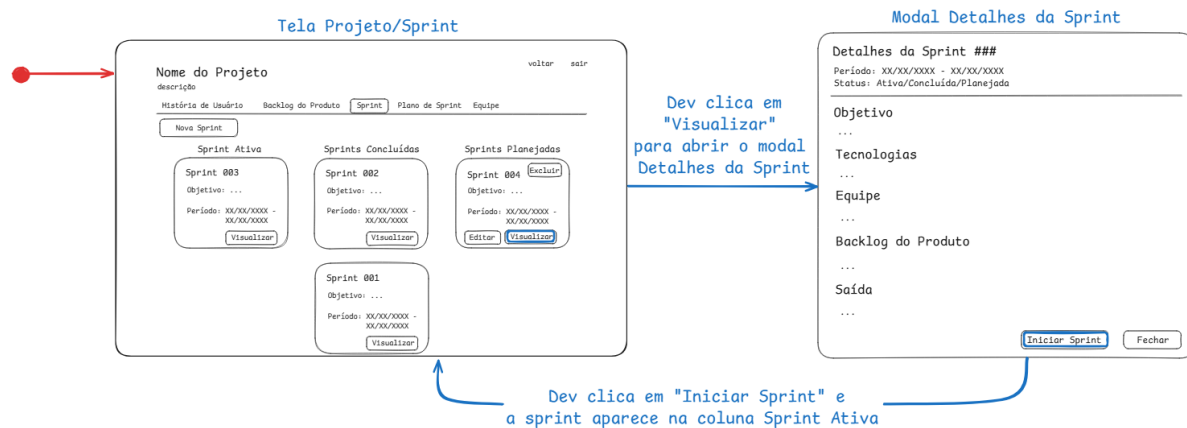 Tela Projeto/Sprint
Nome do Projeto
descrição
voltar sair
História de Usuário Backlog do Produto Sprint Plano de Sprint Equipe
Nova Sprint
Sprint Ativa
Sprint 003
Objetivo: ...
Período: XX/XX/XXXX -
XX/XX/XXXX
Visualizar
Sprints Concluídas
Sprint 002
Objetivo: ...
Período: XX/XX/XXXX -
XX/XX/XXXX
Visualizar
Sprint 001
Objetivo: ...
Período: XX/XX/XXXX -
XX/XX/XXXX
Visualizar
Sprints Planejadas
Sprint 004 Excluir
Objetivo: ...
Período: XX/XX/XXXX -
XX/XX/XXXX
Editar Visualizar
Dev clica em
"Visualizar"
para abrir o modal
Detalhes da Sprint
Modal Detalhes da Sprint
Detalhes da Sprint ###
Período: XX/XX/XXXX - XX/XX/XXXX
Status: Ativa/Concluída/Planejada
Objetivo
...
Tecnologias
...
Equipe
...
Backlog do Produto
...
Saída
...
Iniciar Sprint Fechar
Dev clica em "Iniciar Sprint" e
a sprint aparece na coluna Sprint Ativa